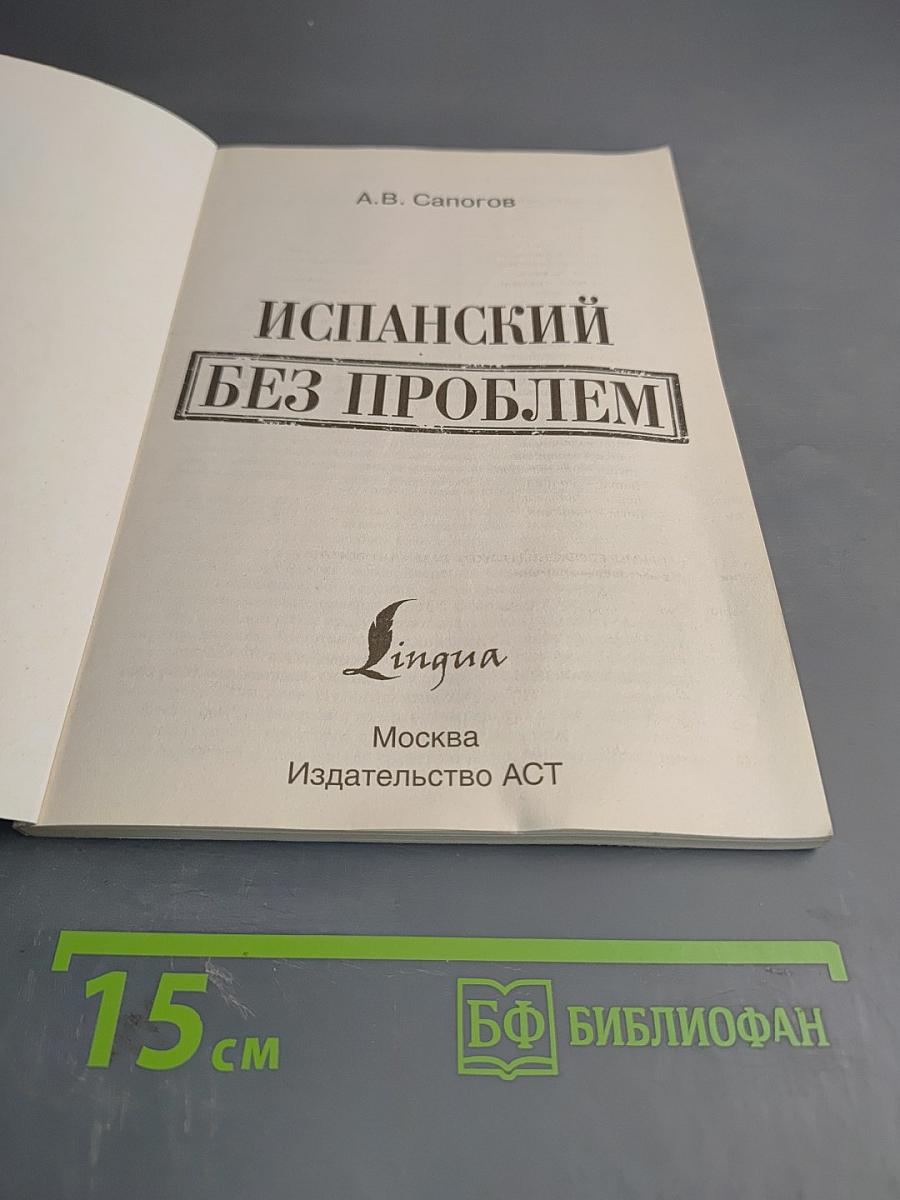 А.В. Сапогов
ИСПАНСКИЙ
БЕЗ ПРОБЛЕМ
Lingua
Москва
Издательство АСТ
15 см
БФ БИБЛИОФАН